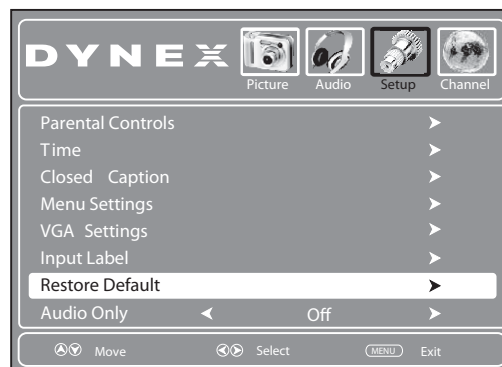 DYNEX
Picture Audio Setup Channel
Parental Controls
Time
Closed Caption
Menu Settings
VGA Settings
Input Label
Restore Default
Audio Only Off
Move Select MENU Exit